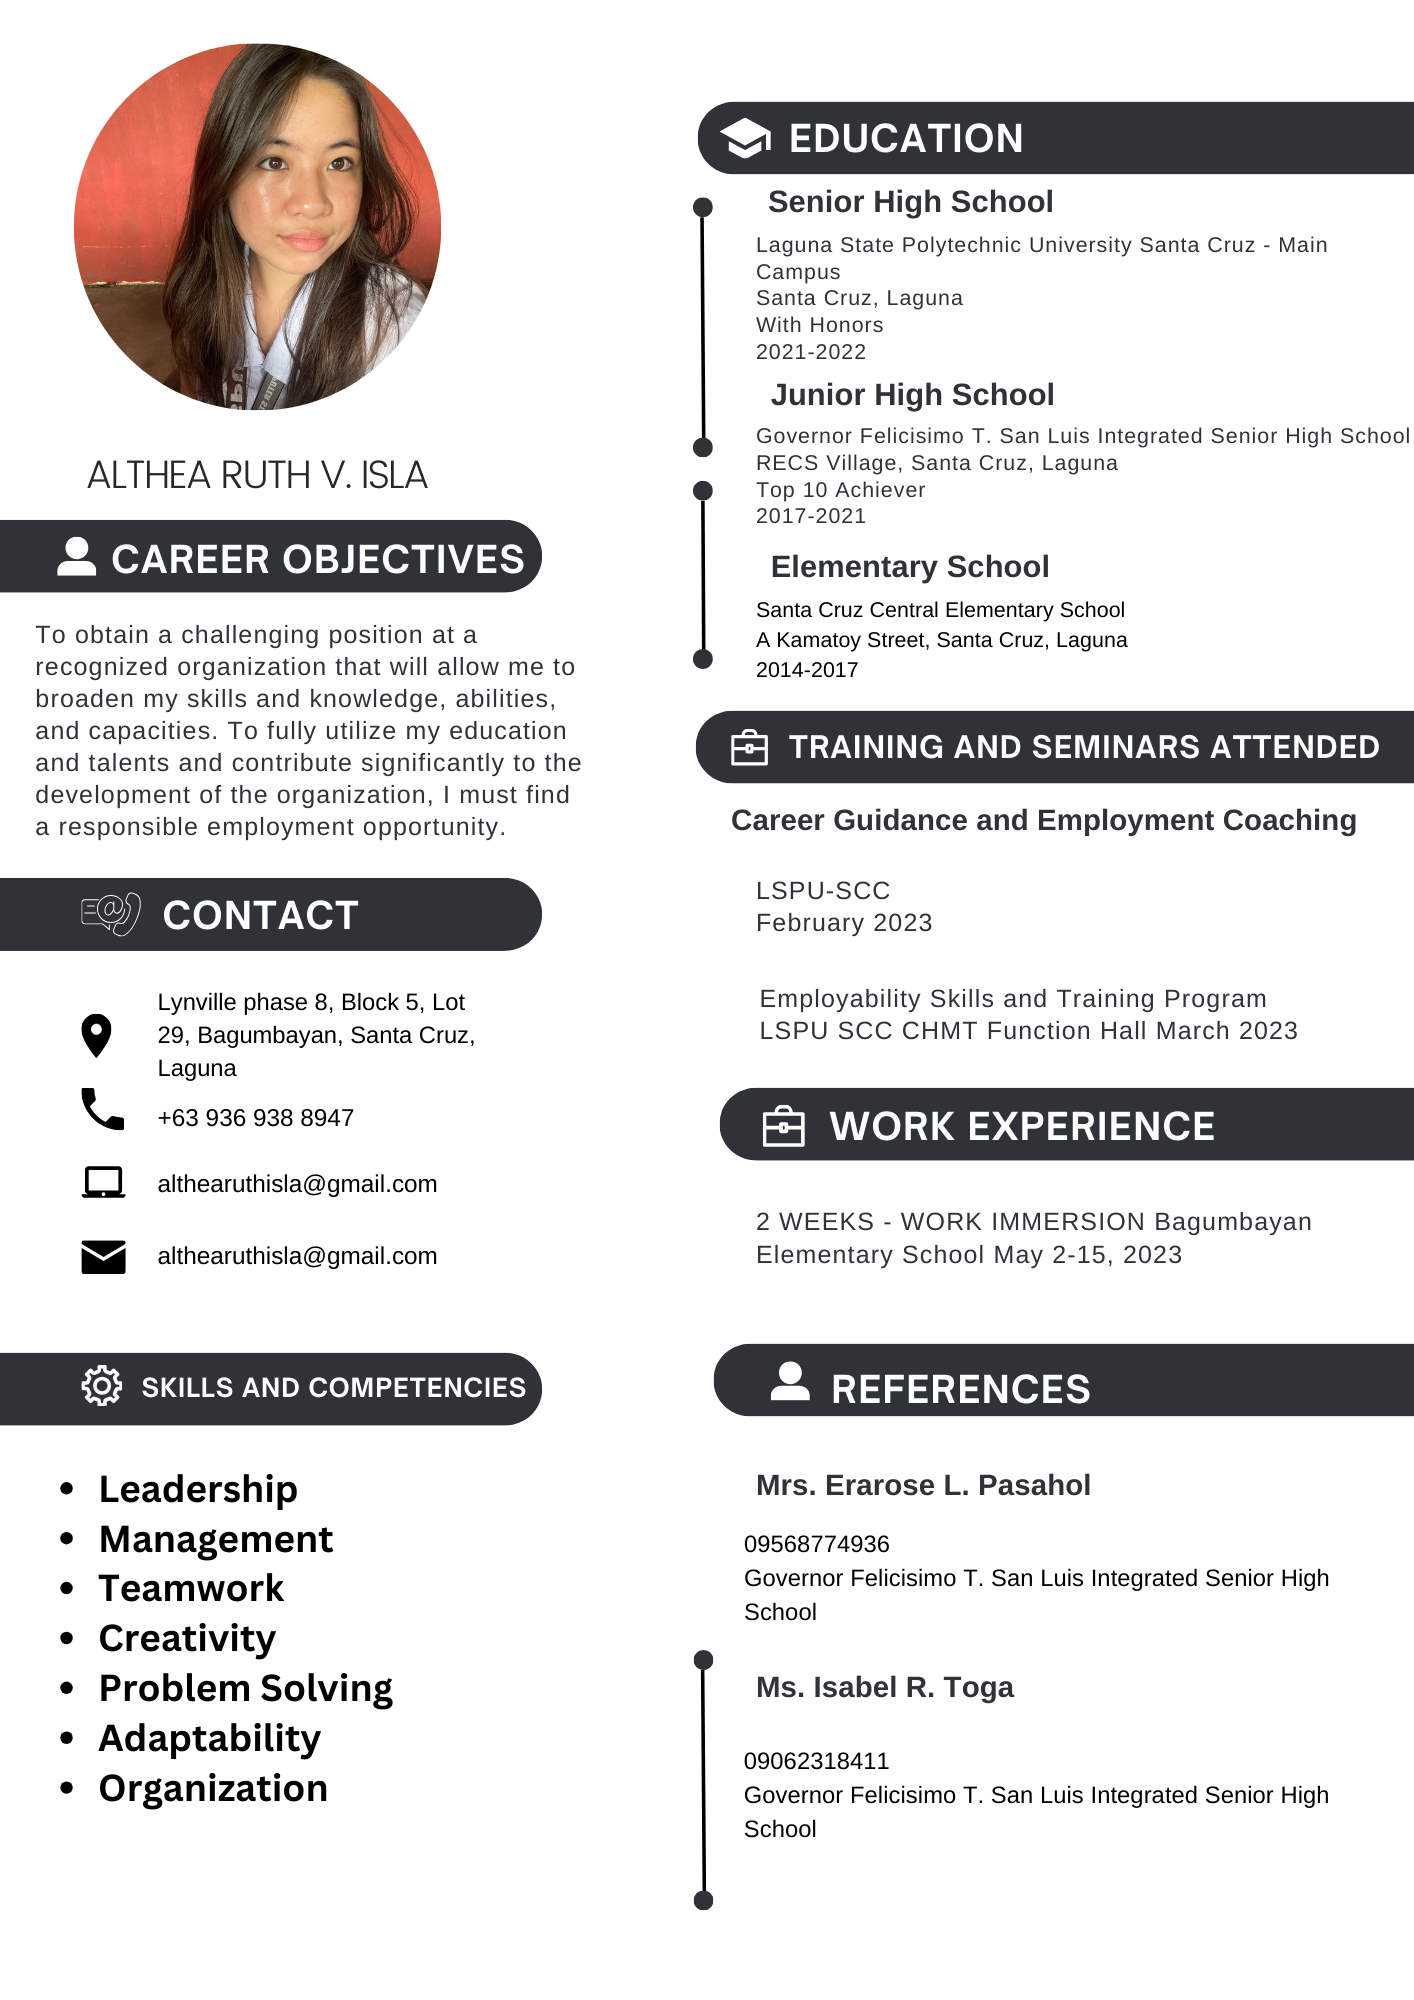 ALTHEA RUTH V. ISLA
CAREER OBJECTIVES
To obtain a challenging position at a
recognized organization that will allow me to
broaden my skills and knowledge, abilities,
and capacities. To fully utilize my education
and talents and contribute significantly to the
development of the organization, I must find
a responsible employment opportunity.
CONTACT
Lynville phase 8, Block 5, Lot
29, Bagumbayan, Santa Cruz,
Laguna
+63 936 938 8947
althearuthisla@gmail.com
althearuthisla@gmail.com
SKILLS AND COMPETENCIES
• Leadership
• Management
• Teamwork
• Creativity
• Problem Solving
• Adaptability
• Organization
EDUCATION
Senior High School
Laguna State Polytechnic University Santa Cruz - Main
Campus
Santa Cruz, Laguna
With Honors
2021-2022
Junior High School
Governor Felicisimo T. San Luis Integrated Senior High School
RECS Village, Santa Cruz, Laguna
Top 10 Achiever
2017-2021
Elementary School
Santa Cruz Central Elementary School
A Kamatoy Street, Santa Cruz, Laguna
2014-2017
TRAINING AND SEMINARS ATTENDED
Career Guidance and Employment Coaching
LSPU-SCC
February 2023
Employability Skills and Training Program
LSPU SCC CHMT Function Hall March 2023
WORK EXPERIENCE
2 WEEKS - WORK IMMERSION Bagumbayan
Elementary School May 2-15, 2023
REFERENCES
Mrs. Erarose L. Pasahol
09568774936
Governor Felicisimo T. San Luis Integrated Senior High
School
Ms. Isabel R. Toga
09062318411
Governor Felicisimo T. San Luis Integrated Senior High
School